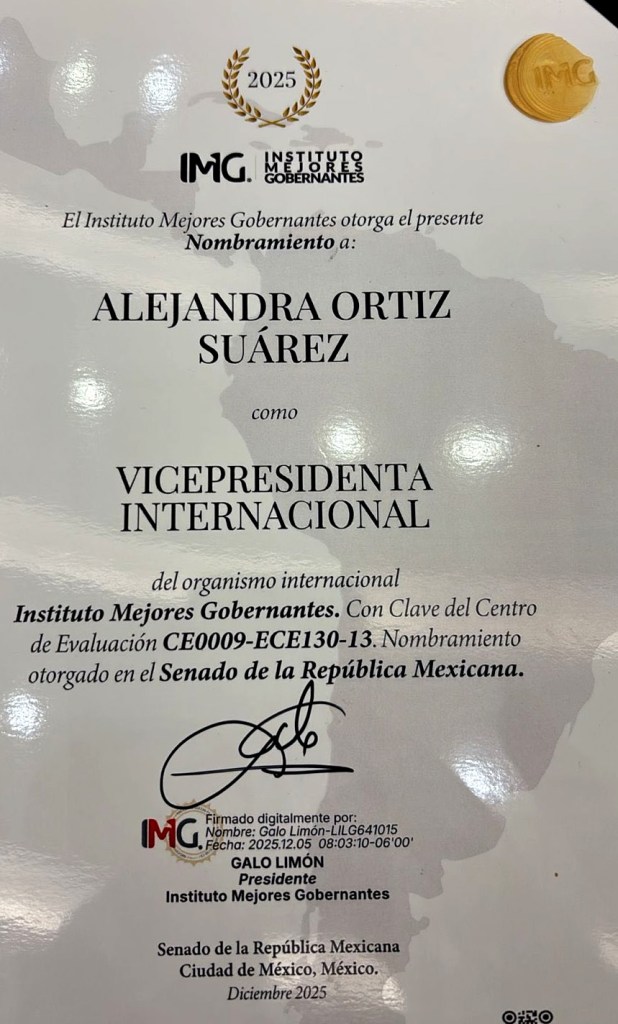 2025
IMG
IMG. INSTITUTO
MEJORES
GOBERNANTES
El Instituto Mejores Gobernantes otorga el presente
Nombramiento a:
ALEJANDRA ORTIZ
SUÁREZ
como
VICEPRESIDENTA
INTERNACIONAL
del organismo internacional
Instituto Mejores Gobernantes. Con Clave del Centro
de Evaluación CE0009-ECE130-13. Nombramiento
otorgado en el Senado de la República Mexicana.
IMG.
Firmado digitalmente por:
Nombre: Galo Limón-LILG641015
Fecha: 2025.12.05 08:03:10-06'00'
GALO LIMÓN
Presidente
Instituto Mejores Gobernantes
Senado de la República Mexicana
Ciudad de México, México.
Diciembre 2025